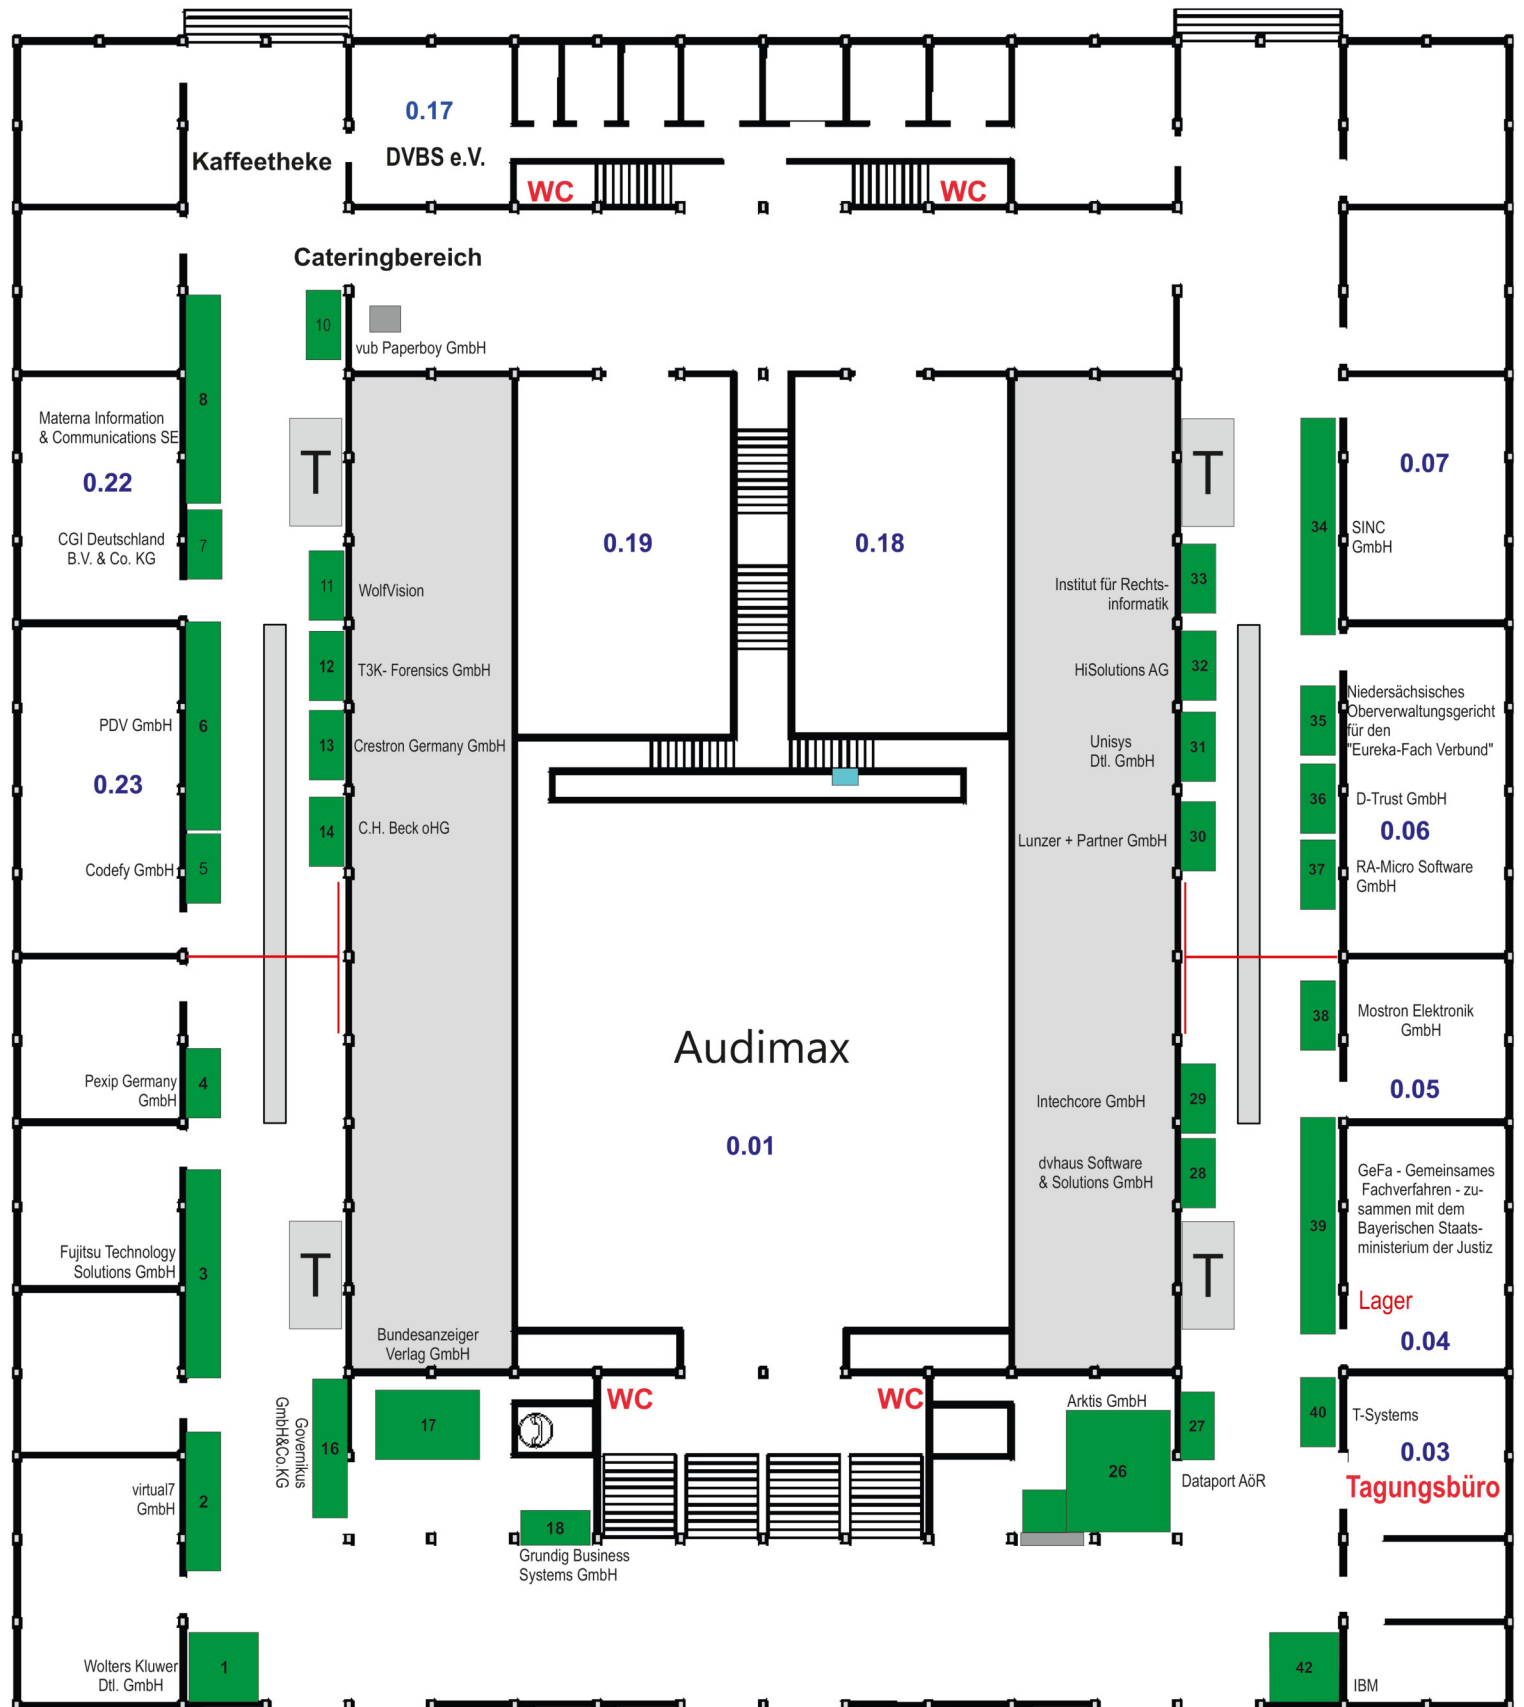 0.17
DVBS e.V.
Kaffeetheke
WC
WC
Cateringbereich
10
vub Paperboy GmbH
8
Materna Information
& Communications SE
0.22
T
T
34
0.07
CGI Deutschland
B.V. & Co. KG
7
0.19
0.18
SINC
GmbH
11
WolfVision
Institut für Rechts-
informatik
33
12
T3K- Forensics GmbH
HiSolutions AG
32
PDV GmbH
6
0.23
13
Crestron Germany GmbH
Unisys
Dtl. GmbH
31
35
Niedersächsisches
Oberverwaltungsgericht
für den
"Eureka-Fach Verbund"
36
D-Trust GmbH
0.06
14
C.H. Beck oHG
Lunzer + Partner GmbH
30
Codefy GmbH
5
37
RA-Micro Software
GmbH
Audimax
0.01
38
Mostron Elektronik
GmbH
0.05
Pexip Germany
GmbH
4
Intechcore GmbH
29
dvhaus Software
& Solutions GmbH
28
39
GeFa - Gemeinsames
Fachverfahren - zu-
sammen mit dem
Bayerischen Staats-
ministerium der Justiz
Fujitsu Technology
Solutions GmbH
3
T
T
Lager
0.04
Bundesanzeiger
Verlag GmbH
WC
WC
Governikus
GmbH&Co.KG
16
17
Arktis GmbH
26
27
Dataport AöR
40
T-Systems
0.03
Tagungsbüro
virtual7
GmbH
2
18
Grundig Business
Systems GmbH
Wolters Kluwer
Dtl. GmbH
1
42
IBM